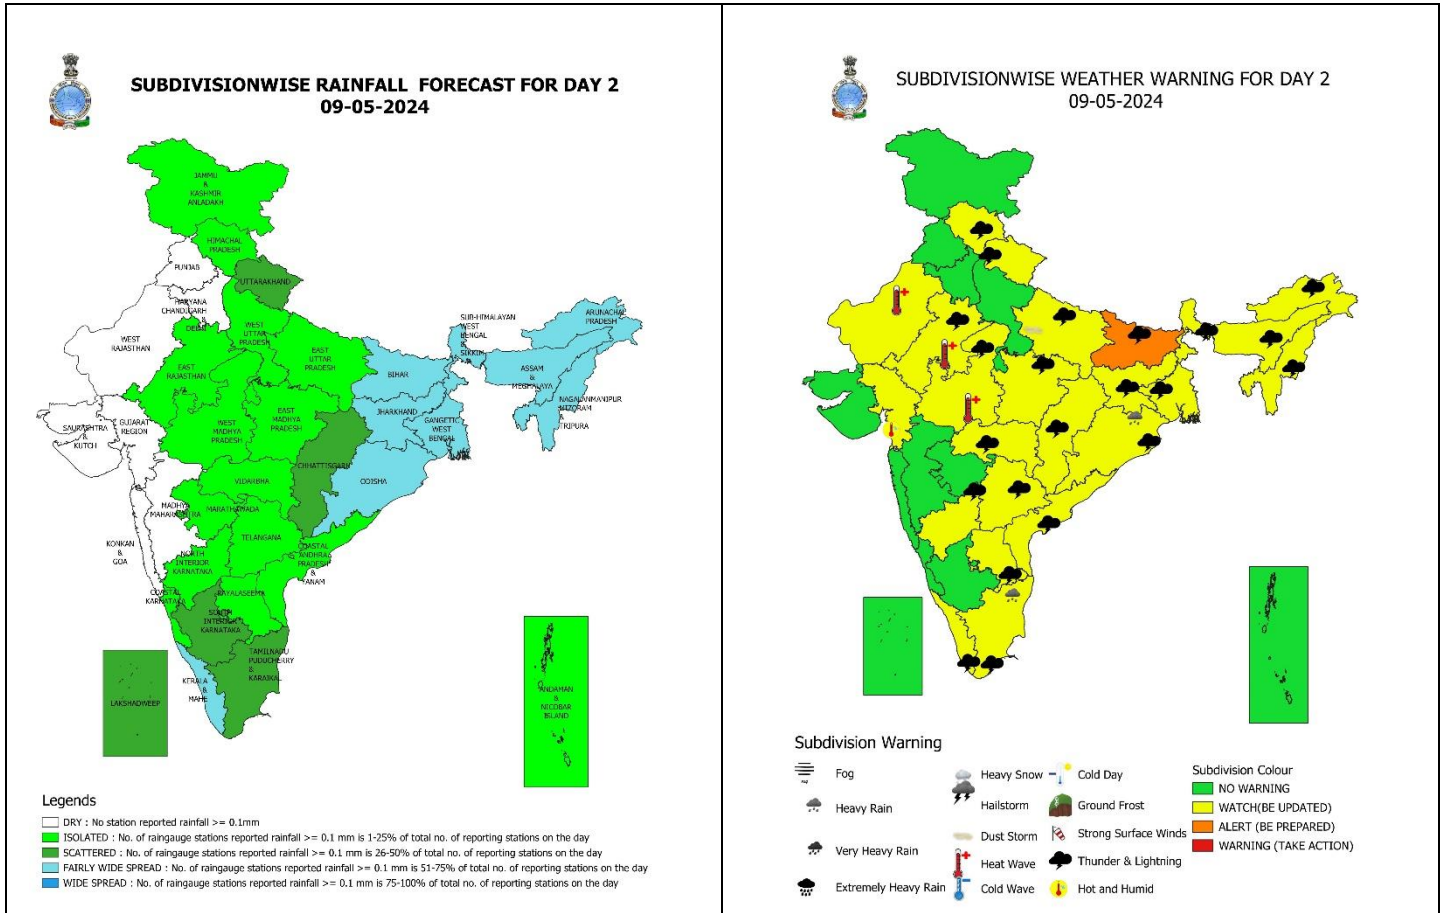 SUBDIVISIONWISE RAINFALL FORECAST FOR DAY 2
09-05-2024
JAMMU
&
KASHMIR
ANLADAKH
HIMACHAL
PRADESH
PUNJAB
UTTARAKHAND
HARYANA
CHANDIGARH
&
DELHI
WEST
RAJASTHAN
WEST
UTTAR
PRADESH
EAST
UTTAR
PRADESH
EAST
RAJASTHAN
SUB-HIMALAYAN
WEST
BENGAL
&
SIKKIM
ARUNACHAL
PRADESH
BIHAR
ASSAM
&
MEGHALAYA
NAGALANMANIPUR
MIZORAM
&
TRIPURA
JHARKHAND
GANGETIC
WEST
BENGAL
SAURASHTRA
&
KUTCH
GUJARAT
REGION
WEST
MADHYA
PRADESH
EAST
MADHYA
PRADESH
CHHATTISGARH
ODISHA
VIDARBHA
MADHYA
MAHARASHTRA
MARATHAWADA
KONKAN
&
GOA
TELANGANA
NORTH
INTERIOR
KARNATAKA
COASTAL
ANDHRA
PRADESH
&
YANAM
COASTAL
KARNATAKA
RAYALASEEMA
SOUTH
INTERIOR
KARNATAKA
TAMILNADU
PUDUCHERRY
&
KARAIKAL
KERALA
&
MAHE
LAKSHADWEEP
ANDAMAN
&
NICOBAR
ISLAND
Legends
DRY : No station reported rainfall >= 0.1mm
ISOLATED : No. of raingauge stations reported rainfall >= 0.1 mm is 1-25% of total no. of reporting stations on the day
SCATTERED : No. of raingauge stations reported rainfall >= 0.1 mm is 26-50% of total no. of reporting stations on the day
FAIRLY WIDE SPREAD : No. of raingauge stations reported rainfall >= 0.1 mm is 51-75% of total no. of reporting stations on the day
WIDE SPREAD : No. of raingauge stations reported rainfall >= 0.1 mm is 75-100% of total no. of reporting stations on the day
SUBDIVISIONWISE WEATHER WARNING FOR DAY 2
09-05-2024
Subdivision Warning
Fog
Heavy Rain
Very Heavy Rain
Extremely Heavy Rain
Heavy Snow
Hailstorm
Dust Storm
Heat Wave
Cold Wave
Cold Day
Ground Frost
Strong Surface Winds
Thunder & Lightning
Hot and Humid
Subdivision Colour
NO WARNING
WATCH(BE UPDATED)
ALERT (BE PREPARED)
WARNING (TAKE ACTION)